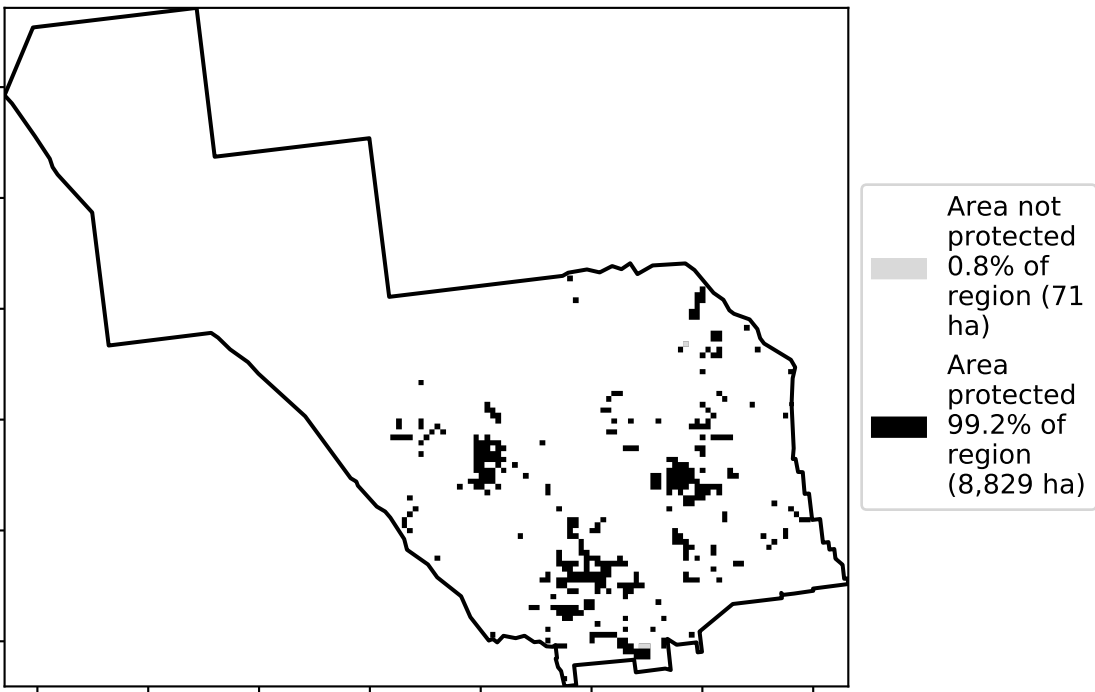 Area not
protected
0.8% of
region (71
ha)
Area
protected
99.2% of
region
(8,829 ha)